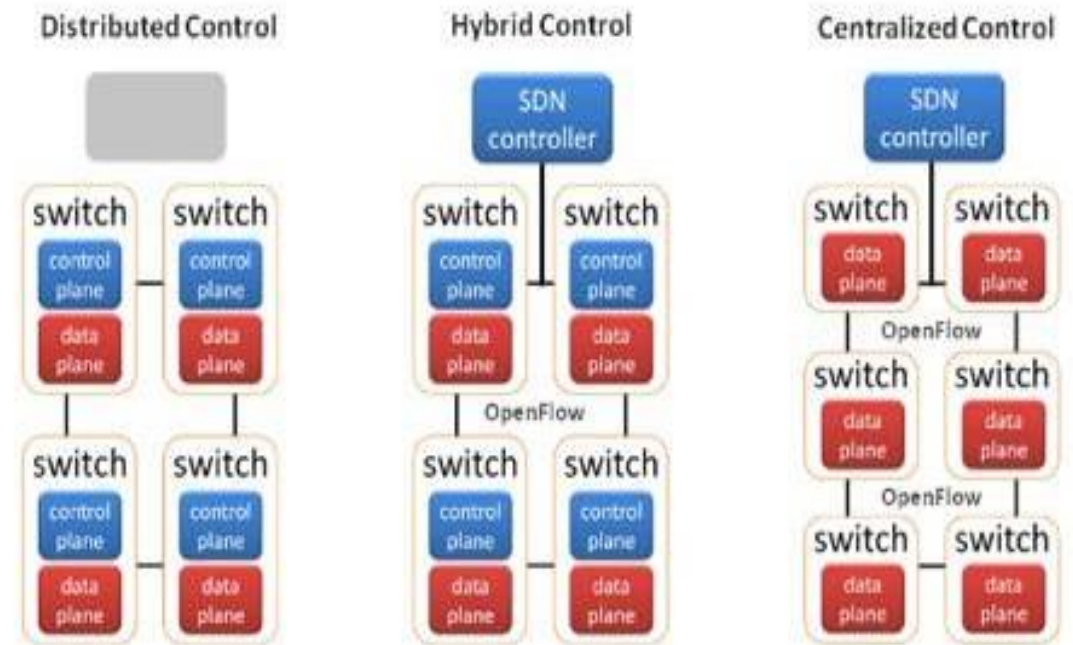 Distributed Control
switch
switch
control
plane
control
plane
data
plane
data
plane
switch
switch
control
plane
control
plane
data
plane
data
plane
Hybrid Control
SDN
controller
switch
switch
control
plane
control
plane
data
plane
data
plane
OpenFlow
switch
switch
control
plane
control
plane
data
plane
data
plane
Centralized Control
SDN
controller
switch
switch
data
plane
data
plane
OpenFlow
switch
switch
data
plane
data
plane
OpenFlow
switch
switch
data
plane
data
plane